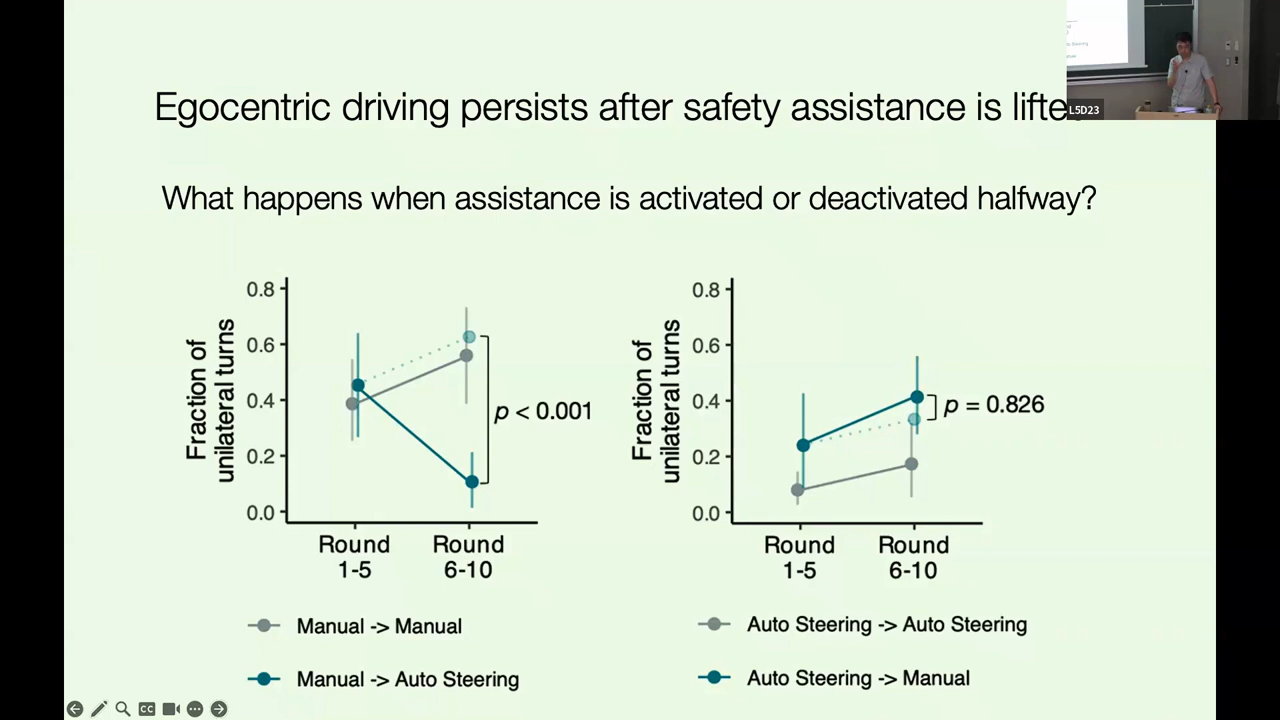 Egocentric driving persists after safety assistance is lifte
L5D23
What happens when assistance is activated or deactivated halfway?
Fraction of
unilateral turns
0.8
0.6
0.4
0.2
0.0
p < 0.001
Round
1-5
Round
6-10
Manual -> Manual
Manual -> Auto Steering
Fraction of
unilateral turns
0.8
0.6
0.4
0.2
0.0
p = 0.826
Round
1-5
Round
6-10
Auto Steering -> Auto Steering
Auto Steering -> Manual
CC